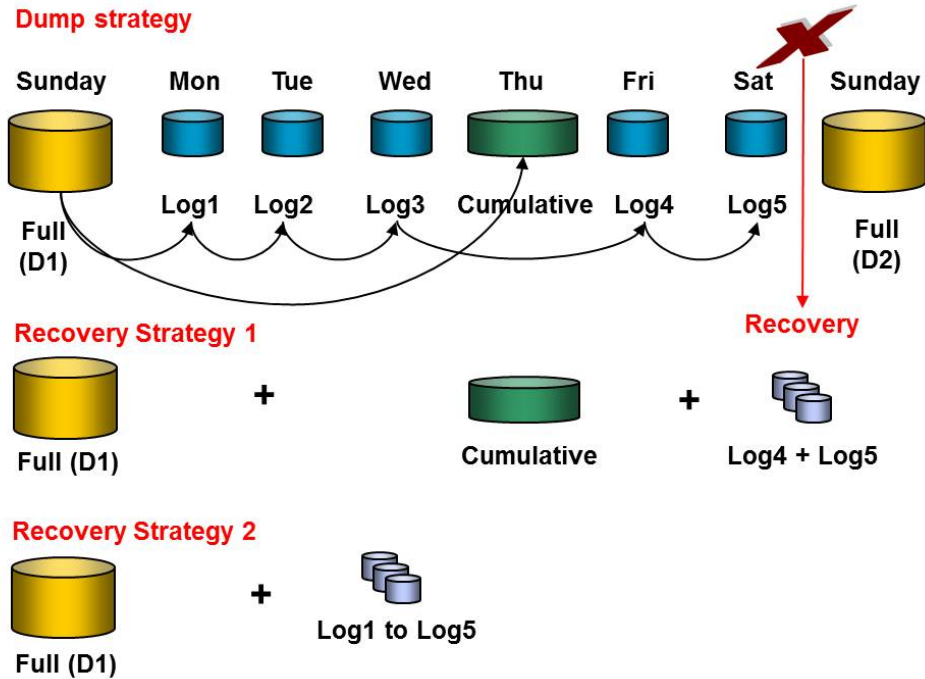 Dump strategy
Sunday Mon Tue Wed Thu Fri Sat Sunday
Full (D1) Log1 Log2 Log3 Cumulative Log4 Log5 Full (D2)
Recovery
Recovery Strategy 1
+ +
Full (D1) Cumulative Log4 + Log5
Recovery Strategy 2
+
Log1 to Log5
Full (D1)